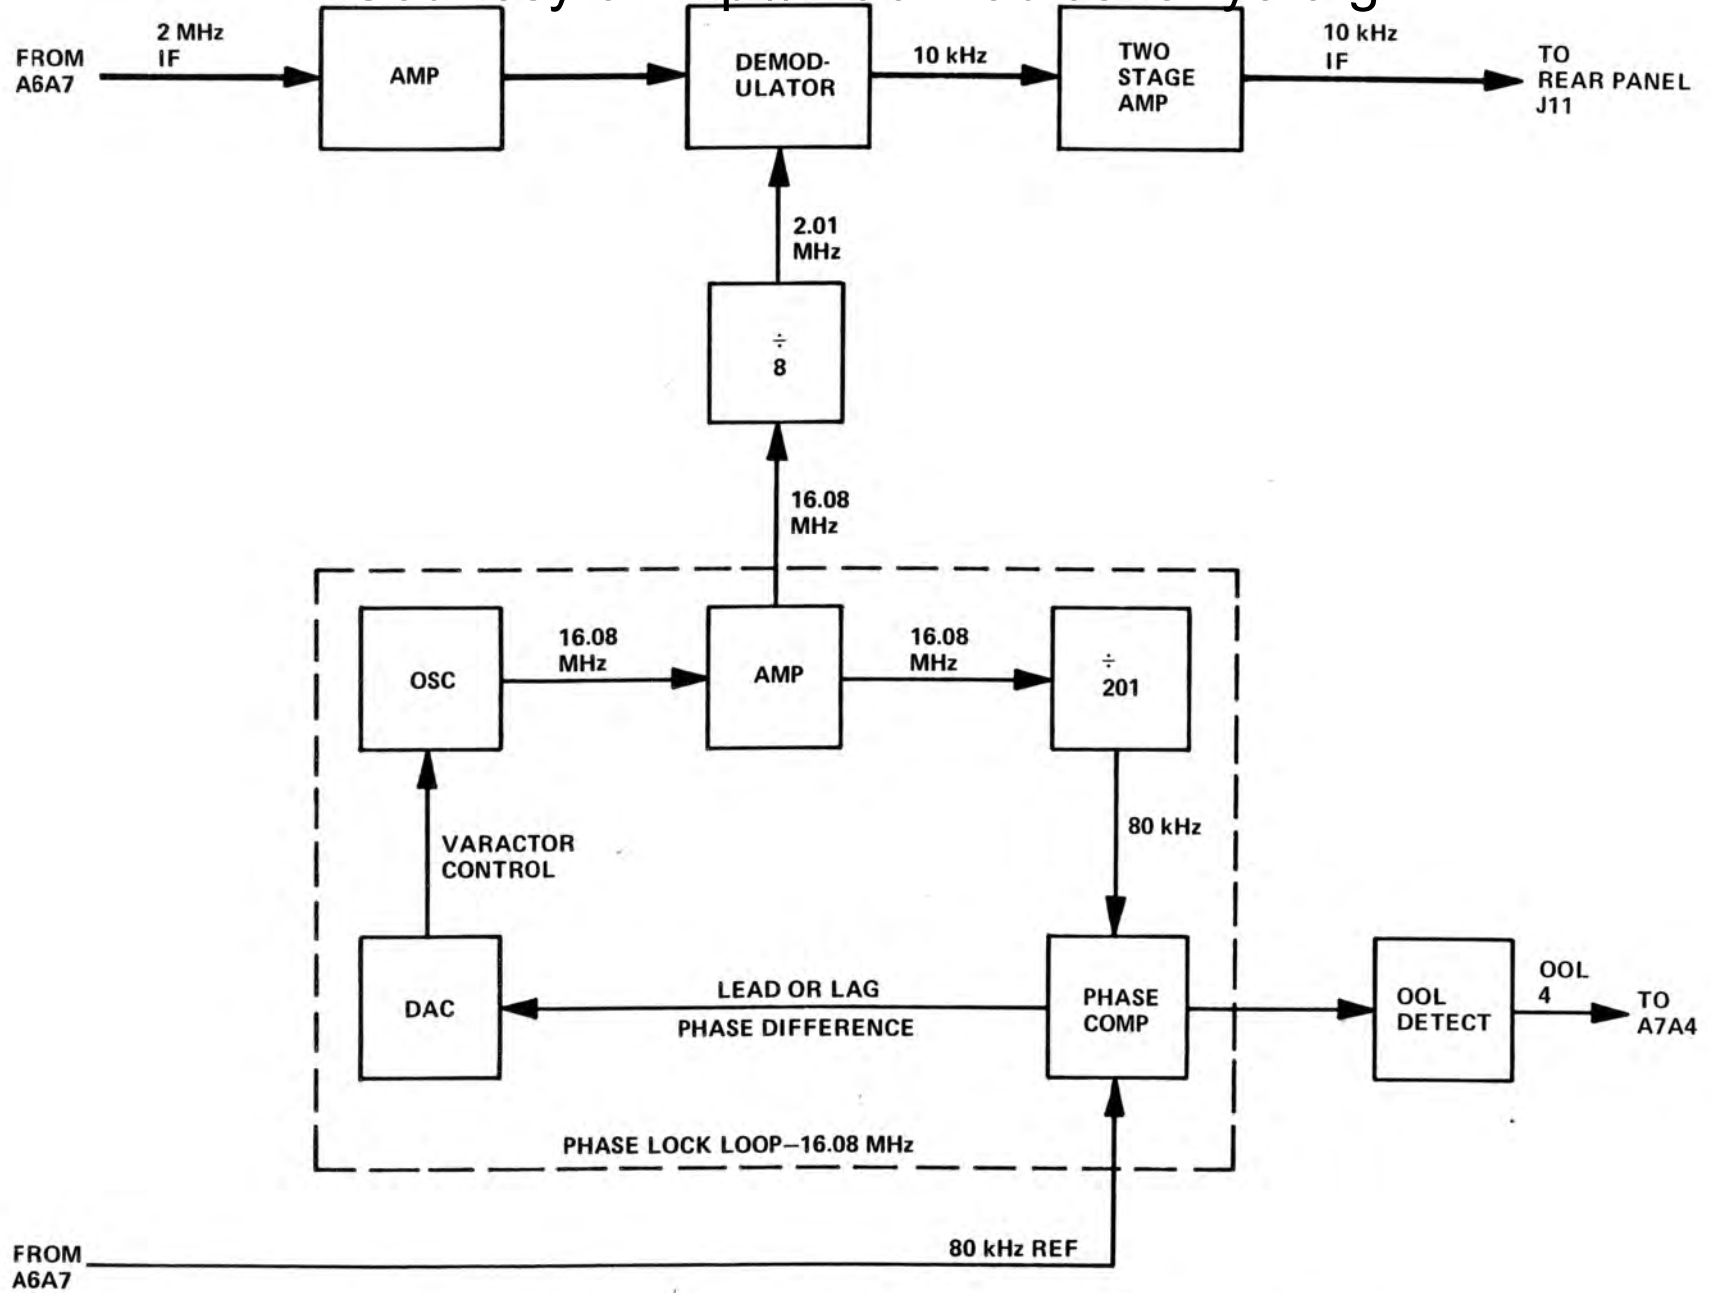 FROM
A6A7
2 MHz
IF
AMP
DEMOD-
ULATOR
10 kHz
TWO
STAGE
AMP
10 kHz
IF
TO
REAR PANEL
J11
2.01
MHz
÷
8
16.08
MHz
OSC
16.08
MHz
AMP
16.08
MHz
÷
201
VARACTOR
CONTROL
80 kHz
DAC
LEAD OR LAG
PHASE DIFFERENCE
PHASE
COMP
OOL
DETECT
OOL
4
TO
A7A4
PHASE LOCK LOOP–16.08 MHz
FROM
A6A7
80 kHz REF